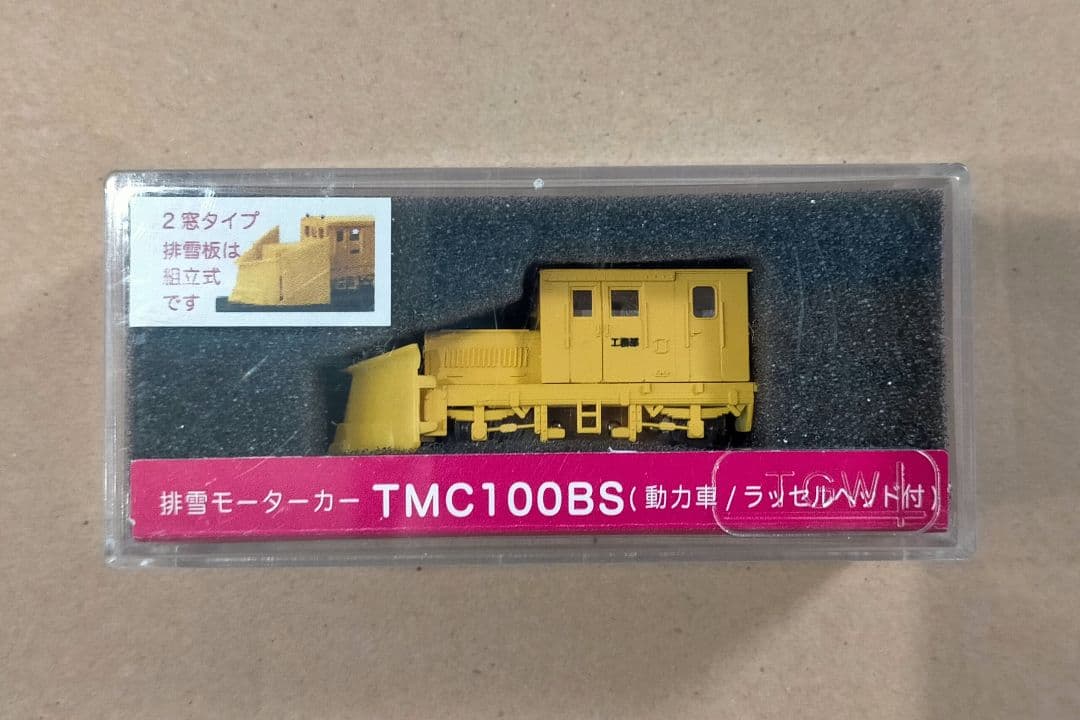 2窓タイプ
排雪板は
組立式
です
工務部
排雪モーターカー TMC100BS(動力車/ラッセルヘッド付)
TGW